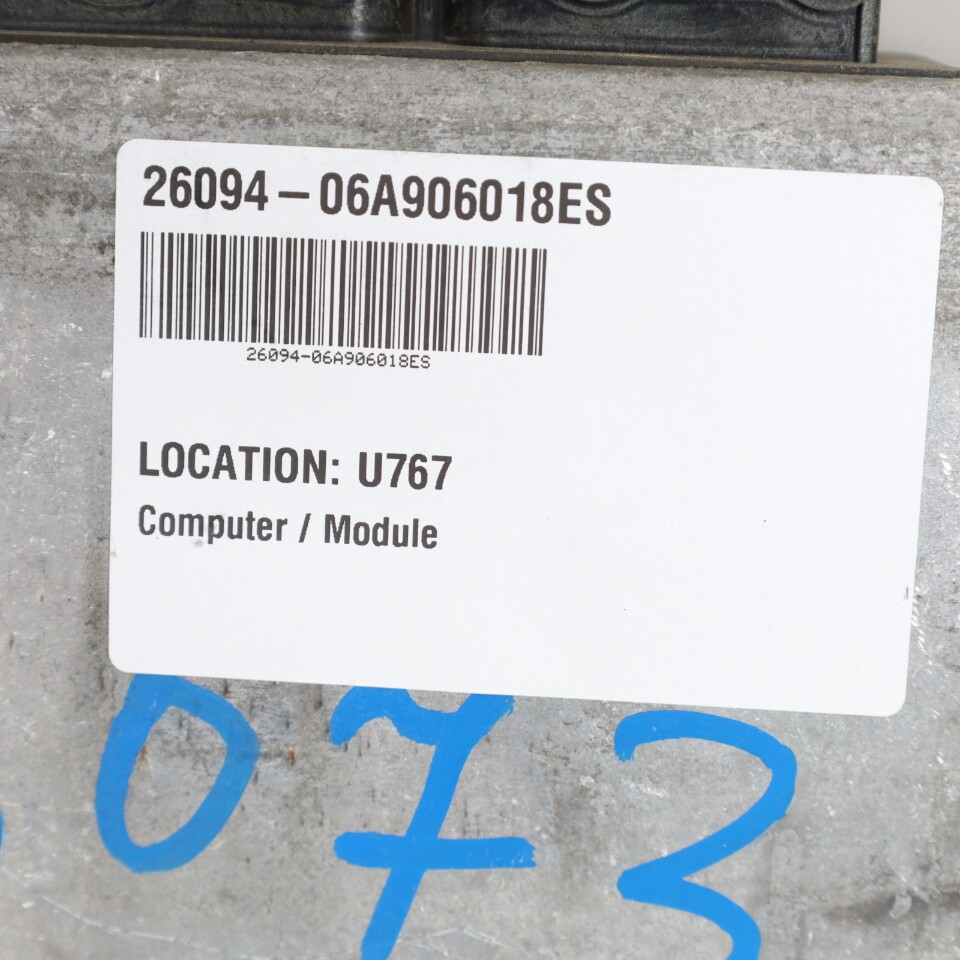 26094 – 06A906018ES
26094-06A906018ES
LOCATION: U767
Computer / Module
073